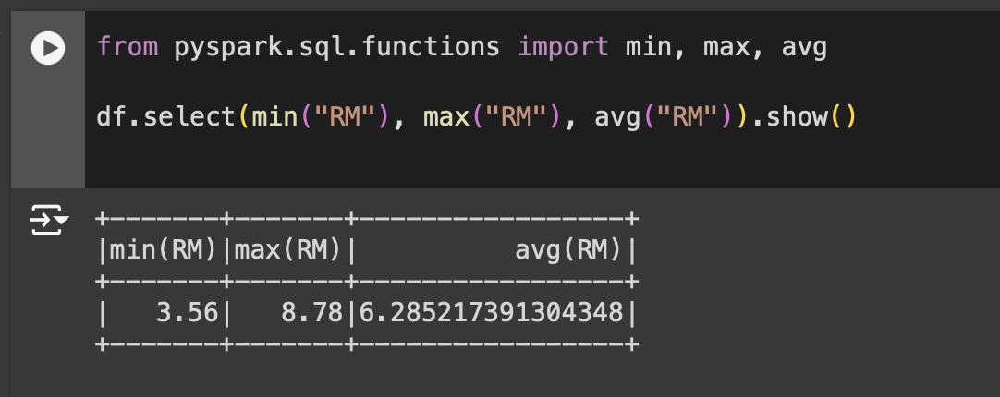 from pyspark.sql.functions import min, max, avg
df.select(min("RM"), max("RM"), avg("RM")).show()
+-------+-------+-----------------+
|min(RM)|max(RM)|          avg(RM)|
+-------+-------+-----------------+
|   3.56|   8.78|6.285217391304348|
+-------+-------+-----------------+